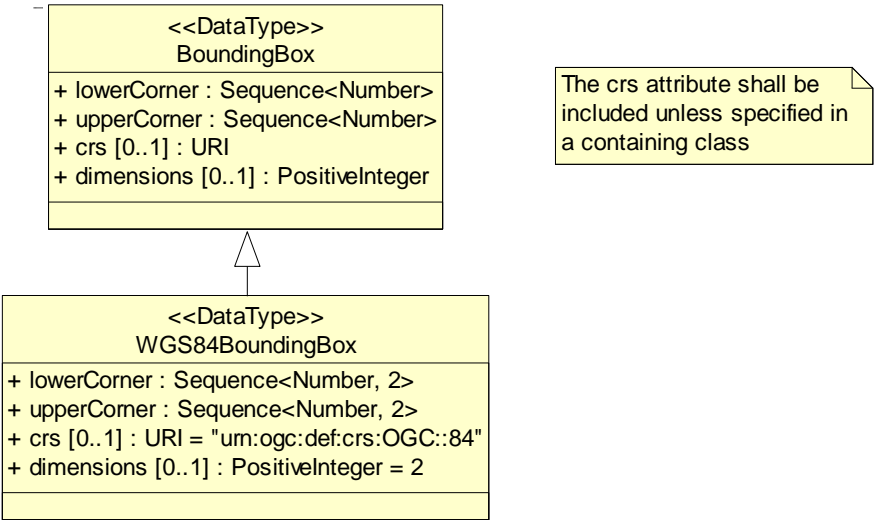 <<DataType>>
BoundingBox
+ lowerCorner : Sequence<Number>
+ upperCorner : Sequence<Number>
+ crs [0..1] : URI
+ dimensions [0..1] : PositiveInteger
The crs attribute shall be
included unless specified in
a containing class
<<DataType>>
WGS84BoundingBox
+ lowerCorner : Sequence<Number, 2>
+ upperCorner : Sequence<Number, 2>
+ crs [0..1] : URI = "urn:ogc:def:crs:OGC::84"
+ dimensions [0..1] : PositiveInteger = 2